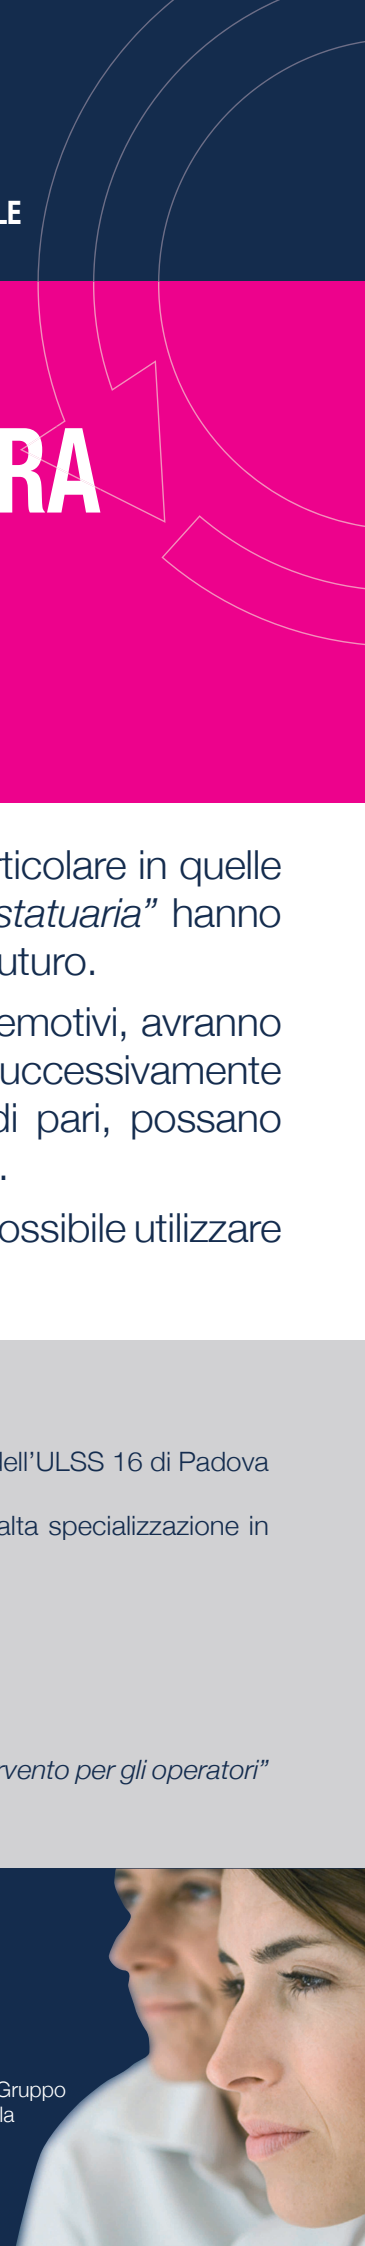 LE
RA
rticolare in quelle
statuaria” hanno
uturo.
emotivi, avranno
uccessivamente
di pari, possano
.
ossibile utilizzare
dell’ULSS 16 di Padova
alta specializzazione in
rvento per gli operatori”
Gruppo
la